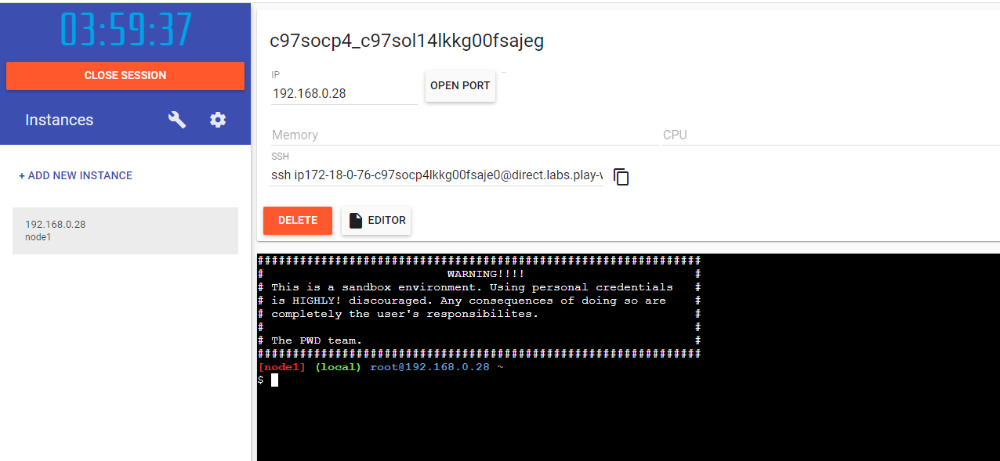 03:59:37
CLOSE SESSION
Instances
+ ADD NEW INSTANCE
192.168.0.28
node1
c97socp4_c97sol14lkkg00fsajeg
IP
192.168.0.28
OPEN PORT
Memory
CPU
SSH
ssh ip172-18-0-76-c97socp4lkkg00fsaje0@direct.labs.play-w
DELETE
EDITOR
###############################################################
# WARNING!!!! #
# This is a sandbox environment. Using personal credentials #
# is HIGHLY! discouraged. Any consequences of doing so are #
# completely the user's responsibilites. #
# #
# The PWD team. #
###############################################################
[node1] (local) root@192.168.0.28 ~
$